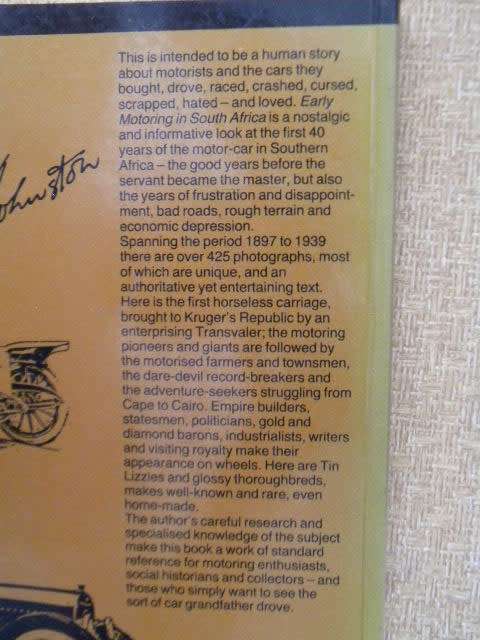 This is intended to be a human story
about motorists and the cars they
bought, drove, raced, crashed, cursed,
scrapped, hated – and loved. Early
Motoring in South Africa is a nostalgic
and informative look at the first 40
years of the motor-car in Southern
Africa – the good years before the
servant became the master, but also
the years of frustration and disappoint-
ment, bad roads, rough terrain and
economic depression.
Spanning the period 1897 to 1939
there are over 425 photographs, most
of which are unique, and an
authoritative yet entertaining text.
Here is the first horseless carriage,
brought to Kruger's Republic by an
enterprising Transvaler; the motoring
pioneers and giants are followed by
the motorised farmers and townsmen,
the dare-devil record-breakers and
the adventure-seekers struggling from
Cape to Cairo. Empire builders,
statesmen, politicians, gold and
diamond barons, industrialists, writers
and visiting royalty make their
appearance on wheels. Here are Tin
Lizzies and glossy thoroughbreds,
makes well-known and rare, even
home-made.
The author's careful research and
specialised knowledge of the subject
make this book a work of standard
reference for motoring enthusiasts,
social historians and collectors – and
those who simply want to see the
sort of car grandfather drove.
Johnston